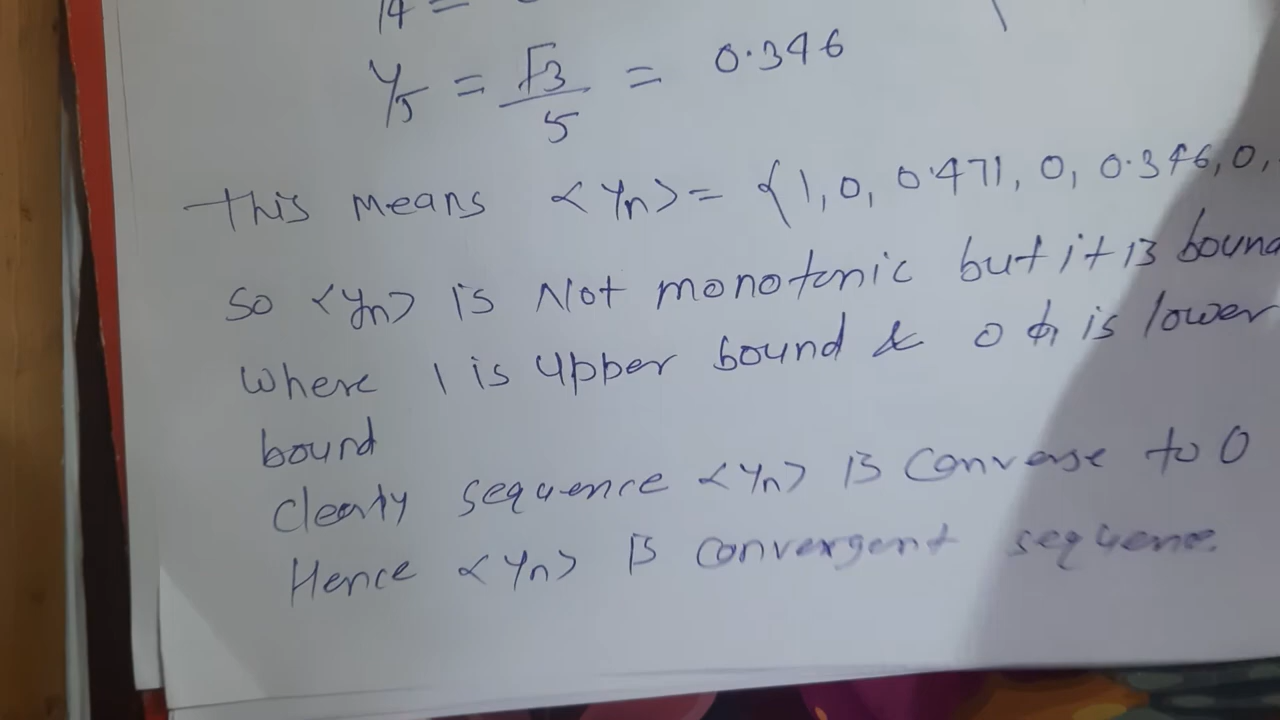 14 =
y5 = √3/5 = 0.346
This means <yn> = {1, 0, 0.471, 0, 0.346, 0,
So <yn> is Not monotonic but it is bound
Where 1 is upper bound & 0 is lower
bound
Clearly sequence <yn> is converse to 0
Hence <yn> is convergent sequence.